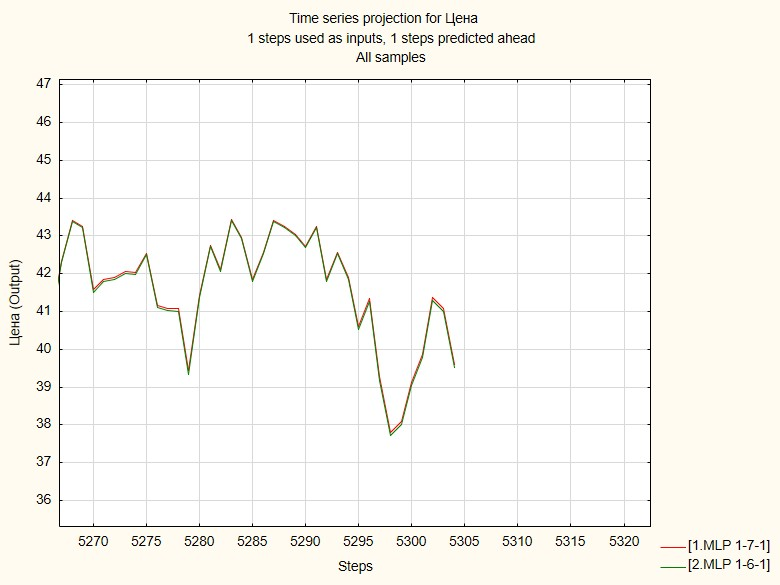 Time series projection for Цена
1 steps used as inputs, 1 steps predicted ahead
All samples
47
46
45
44
43
42
41
40
39
38
37
36
Цена (Output)
5270 5275 5280 5285 5290 5295 5300 5305 5310 5315 5320
Steps
[1.MLP 1-7-1]
[2.MLP 1-6-1]